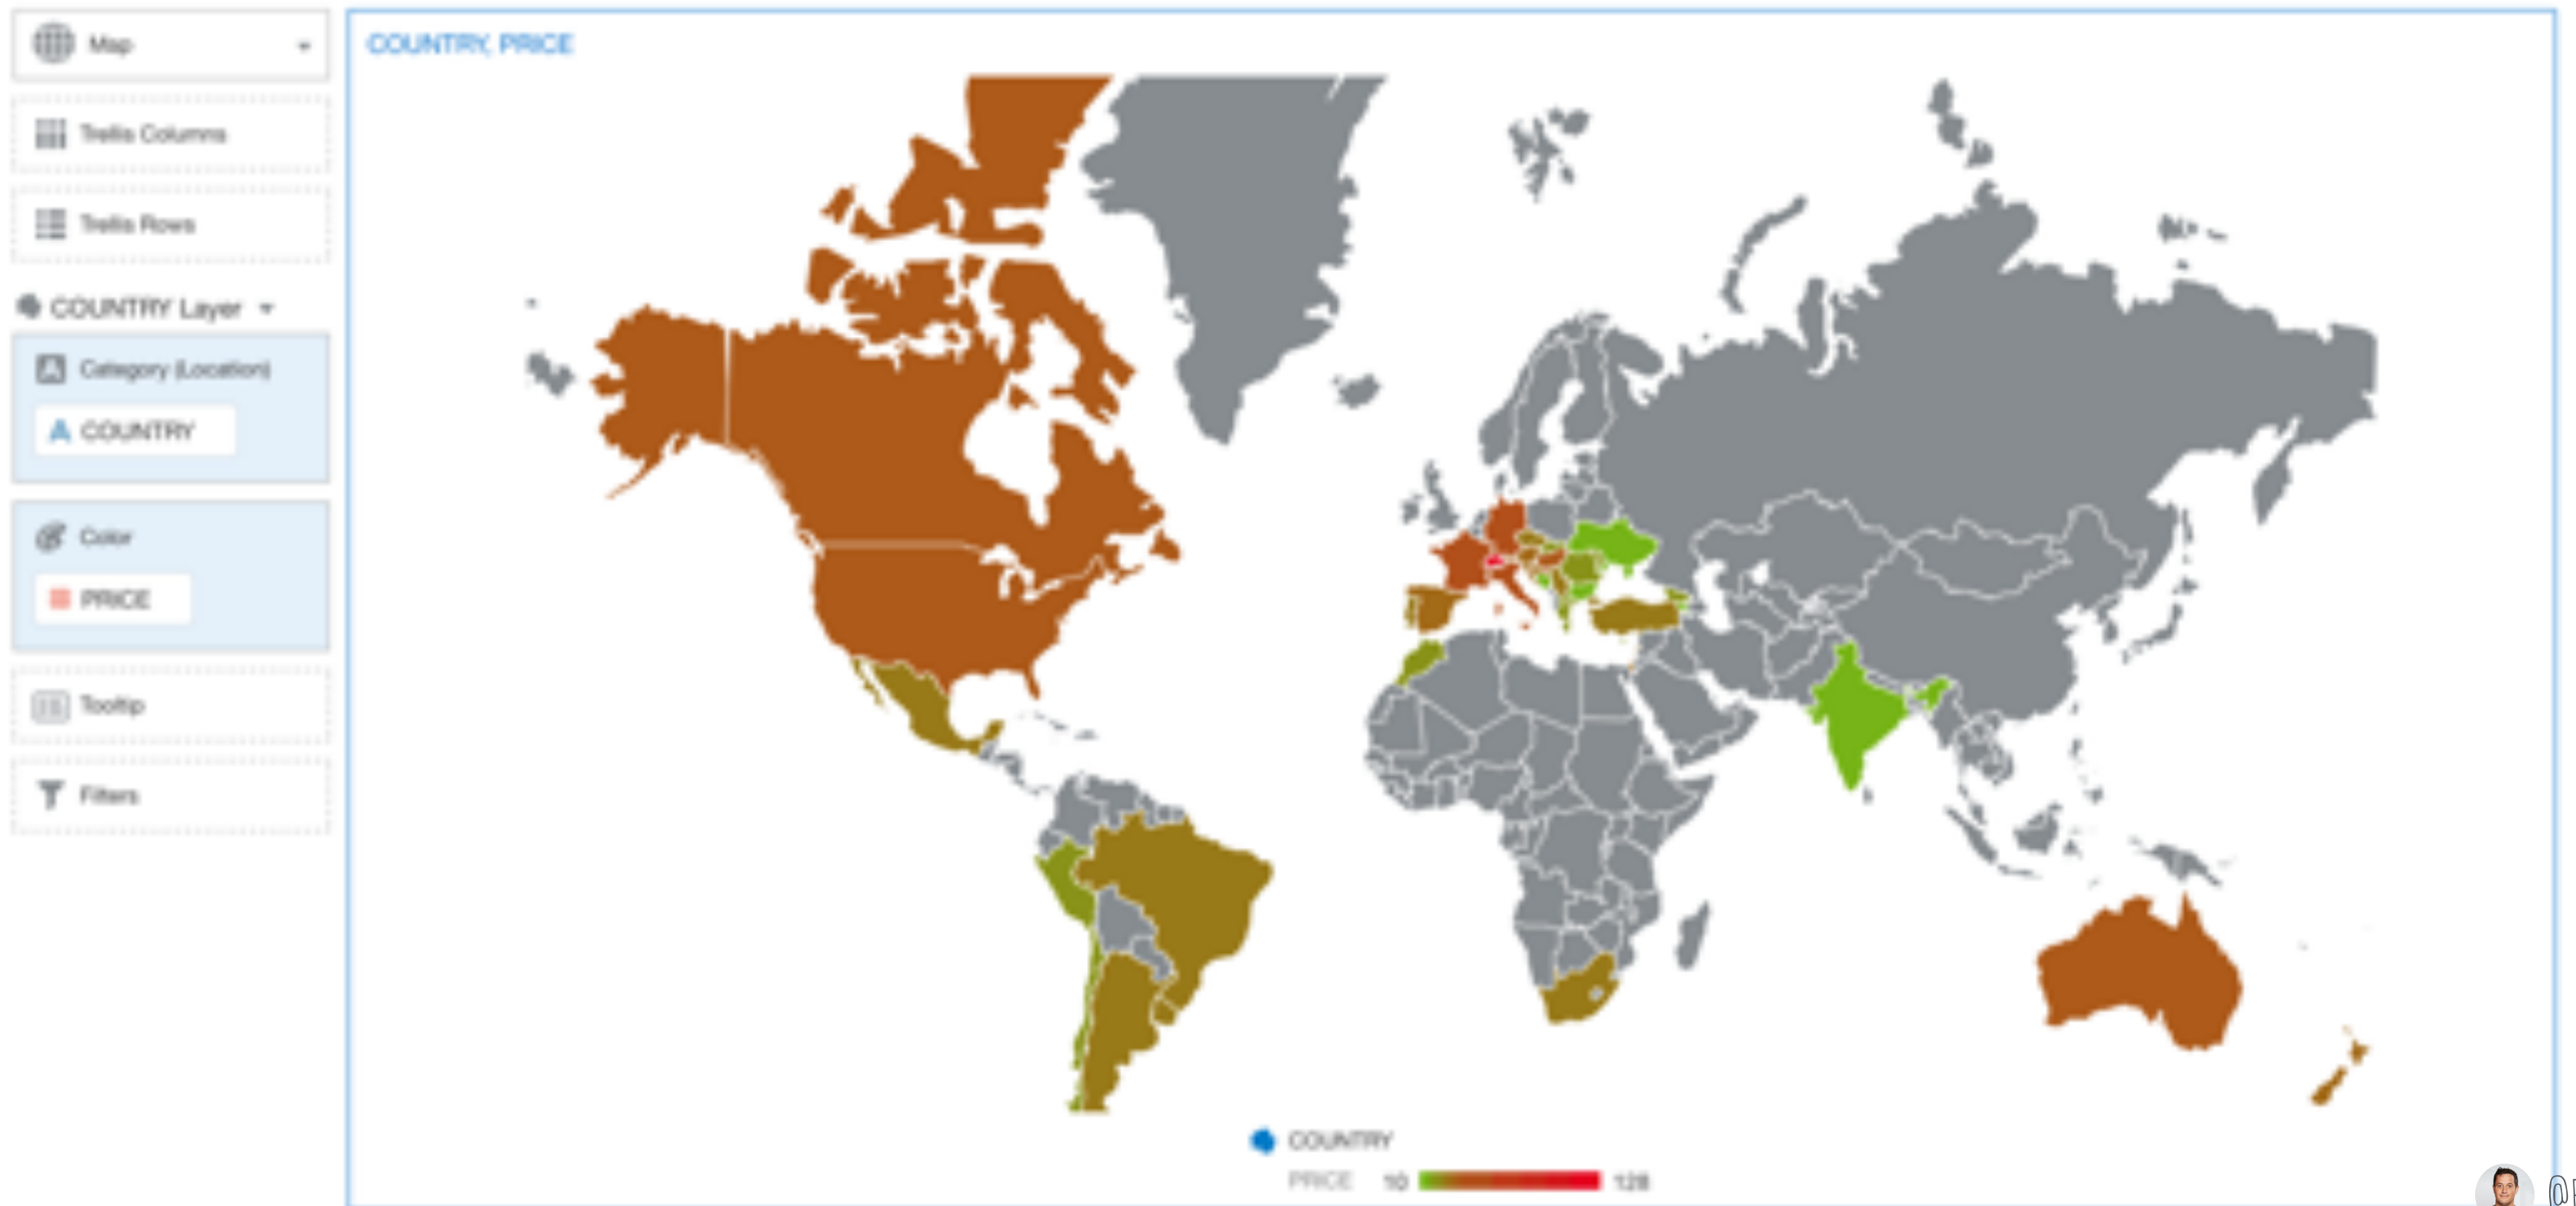 Map
COUNTRY, PRICE
Trellis Columns
Trellis Rows
COUNTRY Layer
Category (Location)
A COUNTRY
Color
PRICE
Tooltip
Filters
COUNTRY
PRICE 10 128
@